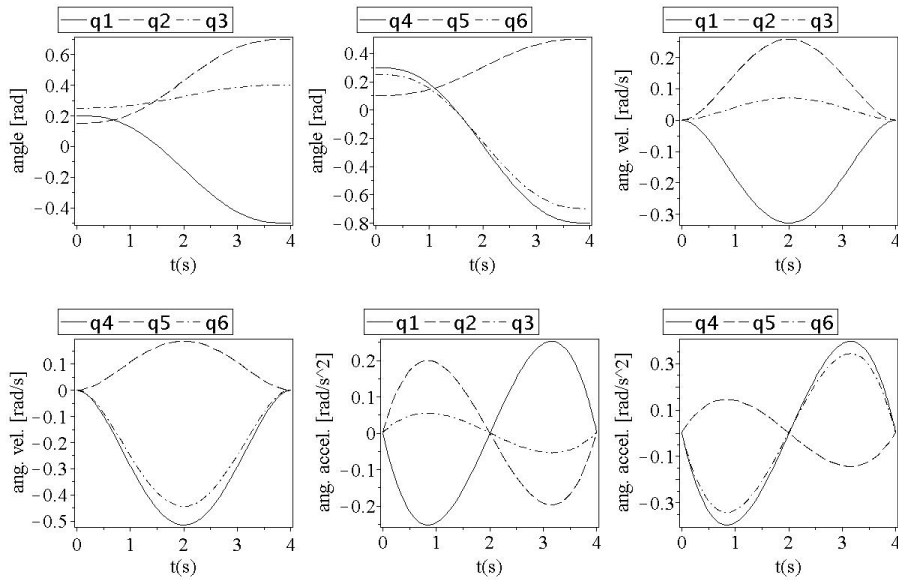 q1 q2 q3
0.6
0.4
0.2
0
−0.2
−0.4
angle [rad]
0 1 2 3 4
t(s)
q4 q5 q6
0.4
0.2
0
−0.2
−0.4
−0.6
−0.8
angle [rad]
0 1 2 3 4
t(s)
q1 q2 q3
0.2
0.1
0
−0.1
−0.2
−0.3
ang. vel. [rad/s]
0 1 2 3 4
t(s)
q4 q5 q6
0.1
0
−0.1
−0.2
−0.3
−0.4
−0.5
ang. vel. [rad/s]
0 1 2 3 4
t(s)
q1 q2 q3
0.2
0.1
0
−0.1
−0.2
ang. accel. [rad/s^2]
0 1 2 3 4
t(s)
q4 q5 q6
0.3
0.1
0
−0.1
−0.3
ang. accel. [rad/s^2]
0 1 2 3 4
t(s)